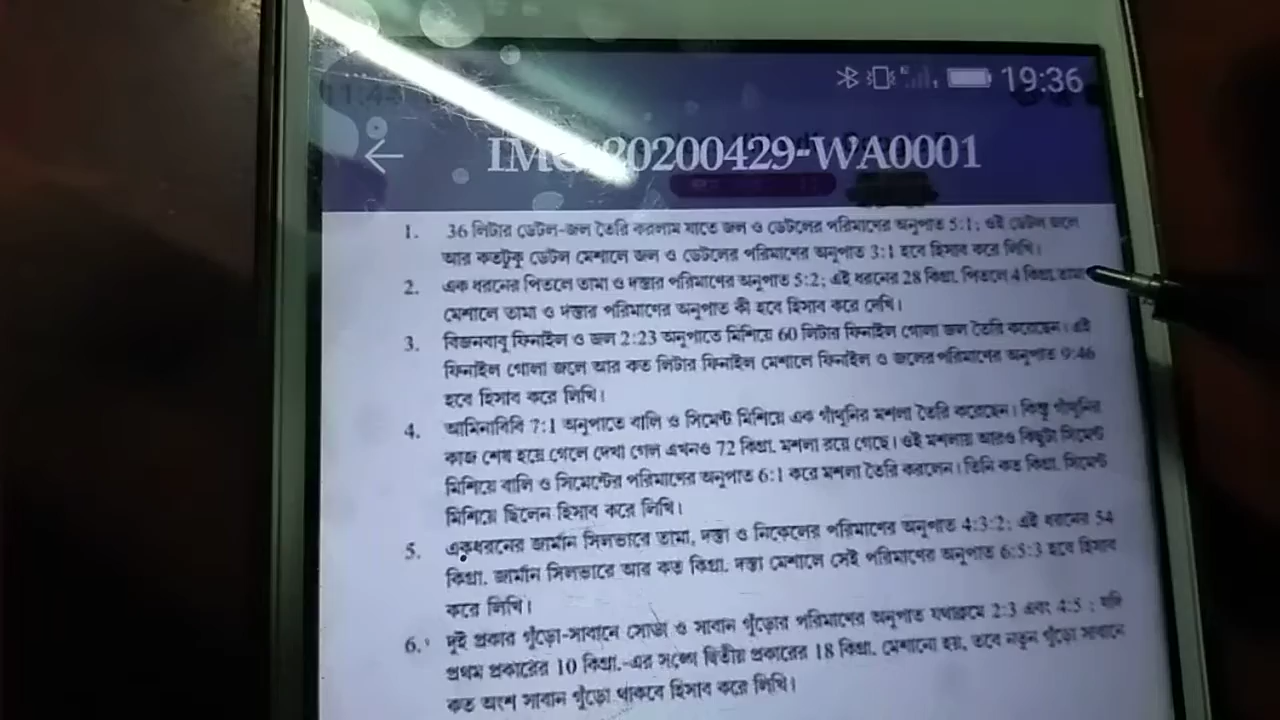 19:36
IMG-20200429-WA0001
1. 36 লিটার ডেটল-জল তৈরি করলাম যাতে জল ও ডেটলের পরিমাণের অনুপাত 5:1; ওই ডেটল জলে
আর কতটুকু ডেটল মেশালে জল ও ডেটলের পরিমাণের অনুপাত 3:1 হবে হিসাব করে লিখি।
2. এক ধরনের পিতলে তামা ও দস্তার পরিমাণের অনুপাত 5:2; এই ধরনের 28 কিগ্রা. পিতলে 4 কিগ্রা. তামা
মেশালে তামা ও দস্তার পরিমাণের অনুপাত কী হবে হিসাব করে দেখি।
3. বিজনবাবু ফিনাইল ও জল 2:23 অনুপাতে মিশিয়ে 60 লিটার ফিনাইল গোলা জল তৈরি করেছেন। এই
ফিনাইল গোলা জলে আর কত লিটার ফিনাইল মেশালে ফিনাইল ও জলের পরিমাণের অনুপাত 9:46
হবে হিসাব করে লিখি।
4. আমিনাবিবি 7:1 অনুপাতে বালি ও সিমেন্ট মিশিয়ে এক গাঁথুনির মশলা তৈরি করেছেন। কিন্তু গাঁথুনির
কাজ শেষ হয়ে গেলে দেখা গেল এখনও 72 কিগ্রা. মশলা রয়ে গেছে। ওই মশলায় আরও কিছুটা সিমেন্ট
মিশিয়ে বালি ও সিমেন্টের পরিমাণের অনুপাত 6:1 করে মশলা তৈরি করলেন। তিনি কত কিগ্রা. সিমেন্ট
মিশিয়ে ছিলেন হিসাব করে লিখি।
5. একধরনের জার্মান সিলভারে তামা, দস্তা ও নিকেলের পরিমাণের অনুপাত 4:3:2; এই ধরনের 54
কিগ্রা. জার্মান সিলভারে আর কত কিগ্রা. দস্তা মেশালে সেই পরিমাণের অনুপাত 6:5:3 হবে হিসাব
করে লিখি।
6. দুই প্রকার গুঁড়ো-সাবানে সোডা ও সাবান গুঁড়োর পরিমাণের অনুপাত যথাক্রমে 2:3 এবং 4:5 ; যদি
প্রথম প্রকারের 10 কিগ্রা.-এর সঙ্গে দ্বিতীয় প্রকারের 18 কিগ্রা. মেশানো হয়, তবে নতুন গুঁড়ো সাবানে
কত অংশ সাবান গুঁড়ো থাকবে হিসাব করে লিখি।